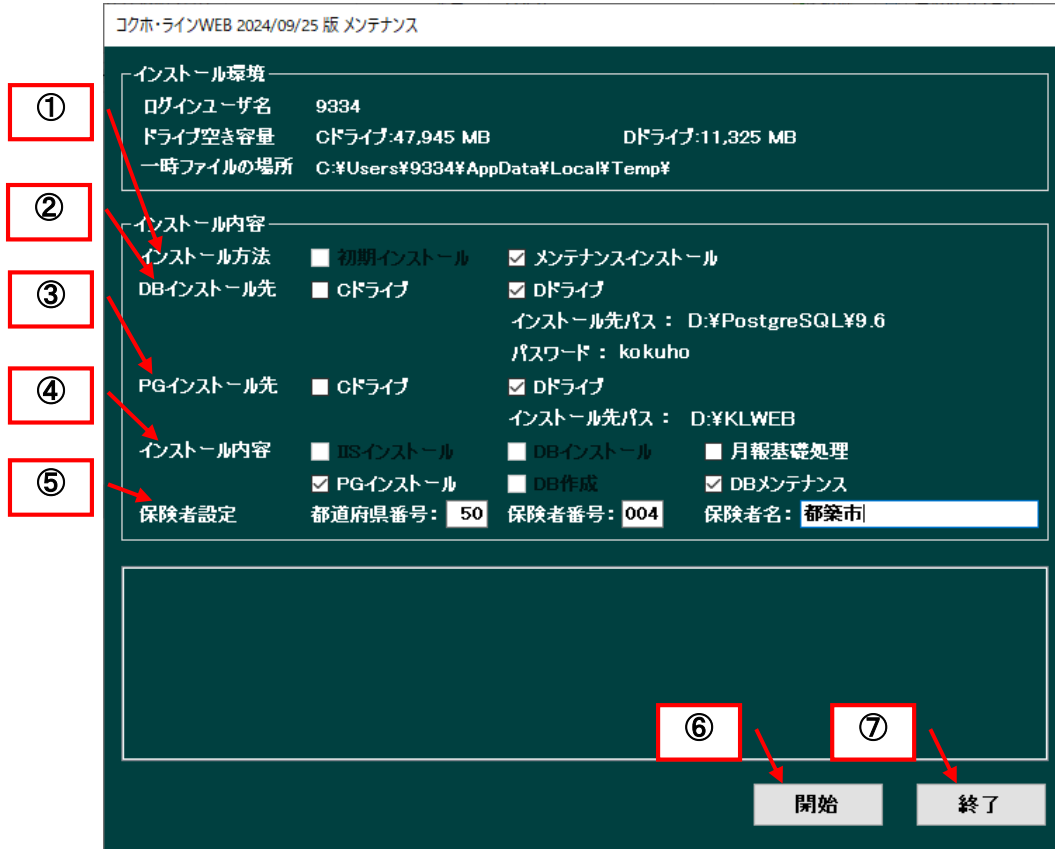 コクホ・ラインWEB 2024/09/25 版 メンテナンス
インストール環境
① ログインユーザ名 9334
ドライブ空き容量 Cドライブ:47,945 MB Dドライブ:11,325 MB
一時ファイルの場所 C:¥Users¥9334¥AppData¥Local¥Temp¥
②
インストール内容
インストール方法 初期インストール メンテナンスインストール
③ DBインストール先 Cドライブ Dドライブ
インストール先パス： D:¥PostgreSQL¥9.6
パスワード： kokuho
④ PGインストール先 Cドライブ Dドライブ
インストール先パス： D:¥KLWEB
インストール内容 IISインストール DBインストール 月報基礎処理
⑤ PGインストール DB作成 DBメンテナンス
保険者設定 都道府県番号： 50 保険者番号： 004 保険者名： 都築市
⑥ ⑦
開始 終了